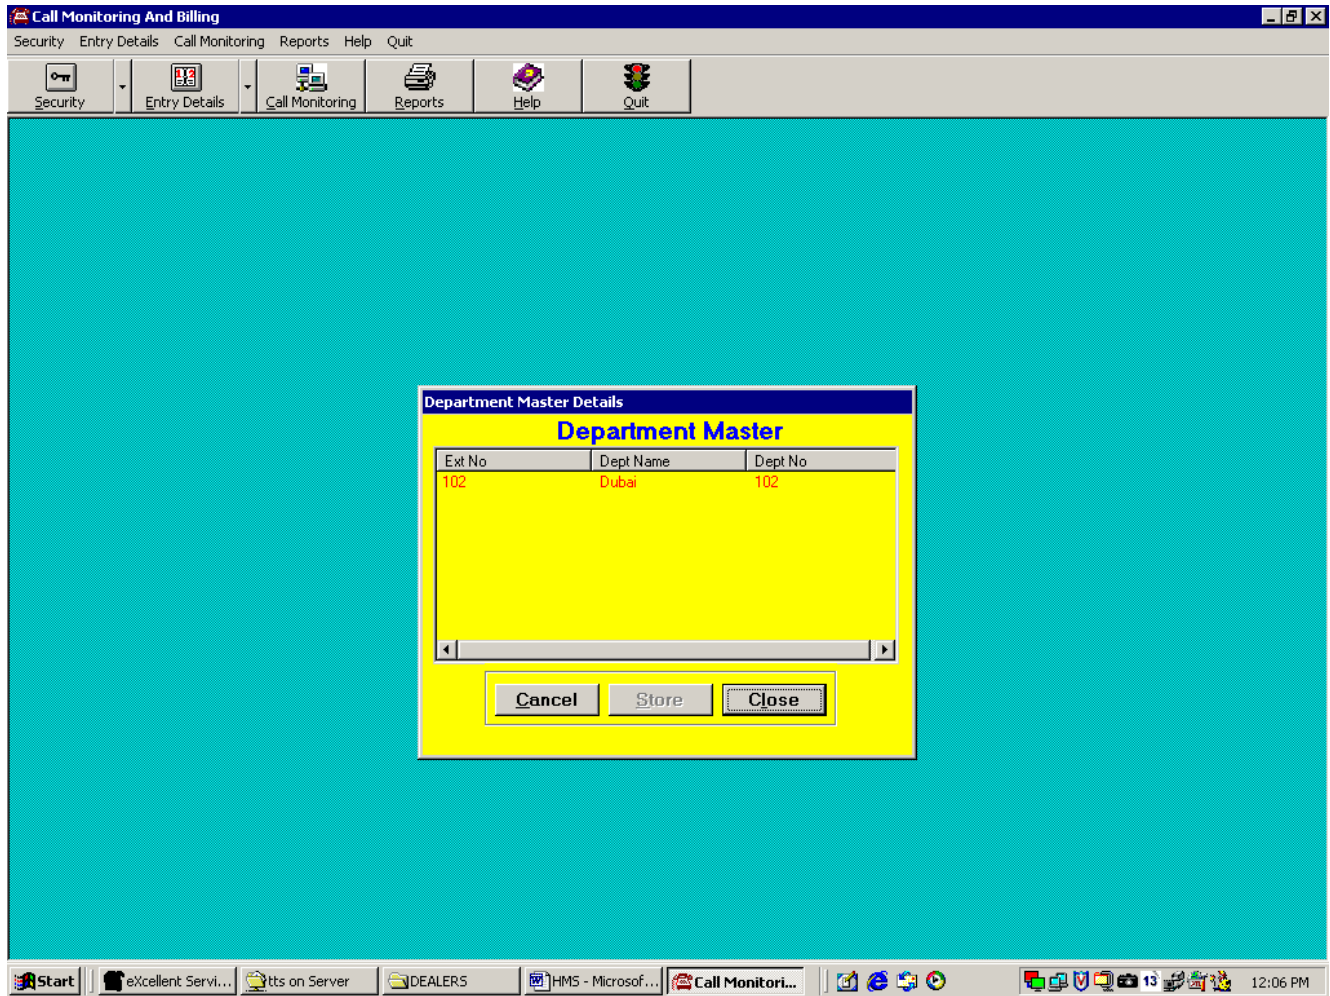 Call Monitoring And Billing
Security Entry Details Call Monitoring Reports Help Quit
Security Entry Details Call Monitoring Reports Help Quit
Department Master Details
Department Master
Ext No Dept Name Dept No
102 Dubai 102
Cancel Store Close
Start eXcellent Servi... tts on Server DEALERS HMS - Microsof... Call Monitori... 13 12:06 PM